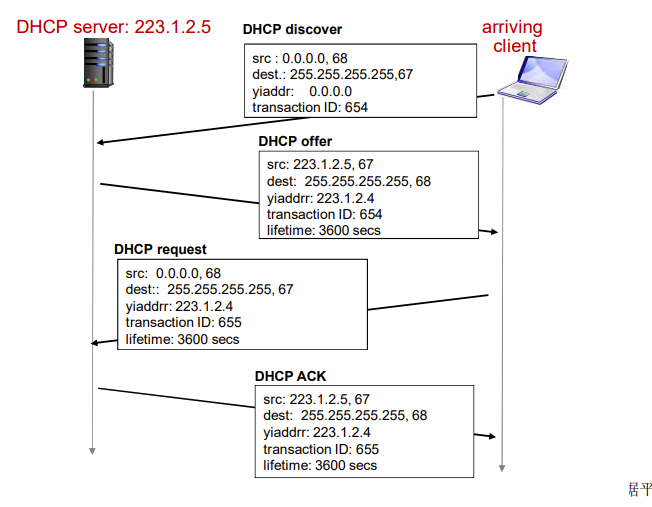 DHCP server: 223.1.2.5
DHCP discover
arriving
client
src : 0.0.0.0, 68
dest.: 255.255.255.255,67
yiaddr: 0.0.0.0
transaction ID: 654
DHCP offer
src: 223.1.2.5, 67
dest: 255.255.255.255, 68
yiaddrr: 223.1.2.4
transaction ID: 654
lifetime: 3600 secs
DHCP request
src: 0.0.0.0, 68
dest:: 255.255.255.255, 67
yiaddrr: 223.1.2.4
transaction ID: 655
lifetime: 3600 secs
DHCP ACK
src: 223.1.2.5, 67
dest: 255.255.255.255, 68
yiaddrr: 223.1.2.4
transaction ID: 655
lifetime: 3600 secs
居平